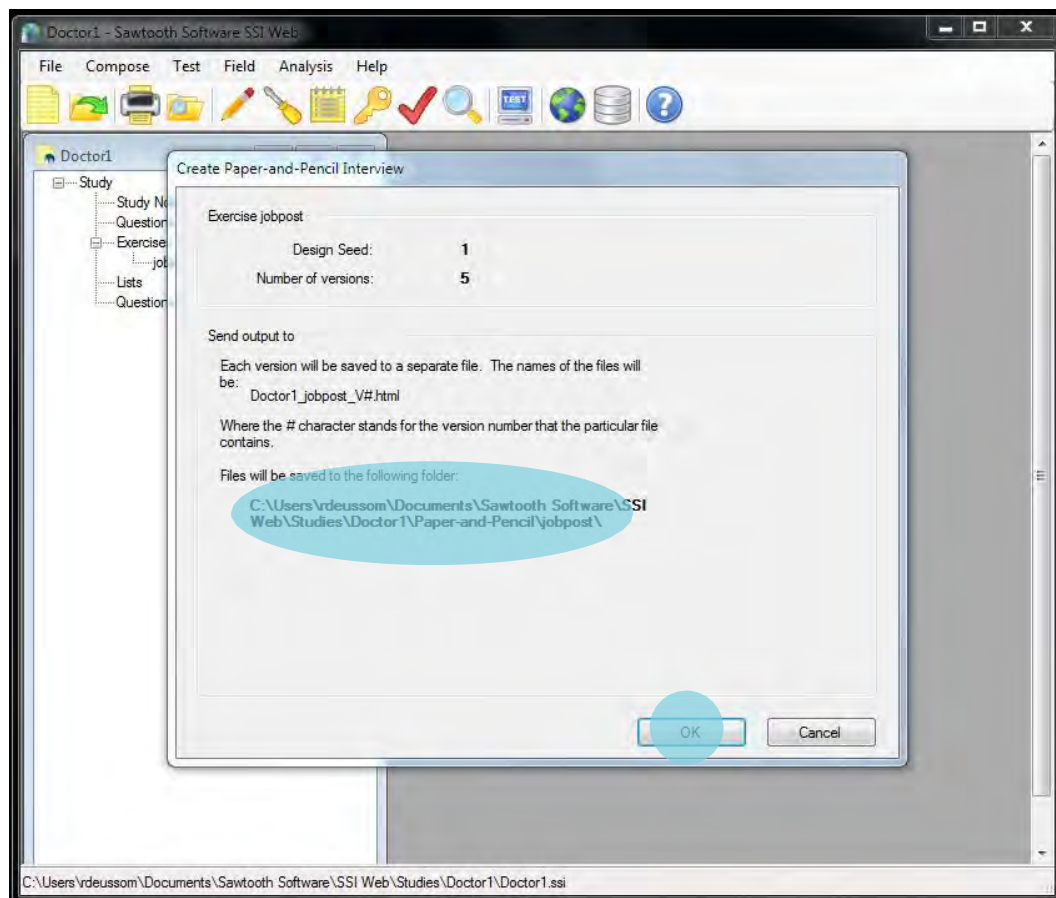 Doctor1 - Sawtooth Software SSI Web
File Compose Test Field Analysis Help
TEST
Doctor1
Study
Study
Question
Exercise
Lists
Question
Create Paper-and-Pencil Interview
Exercise jobpost
Design Seed: 1
Number of versions: 5
Send output to
Each version will be saved to a separate file. The names of the files will
be:
Doctor1_jobpost_V#.html
Where the # character stands for the version number that the particular file
contains.
Files will be saved to the following folder:
C:\Users\rdeussom\Documents\Sawtooth Software\SSI
Web\Studies\Doctor1\Paper-and-Pencil\jobpost\
OK Cancel
C:\Users\rdeussom\Documents\Sawtooth Software\SSI Web\Studies\Doctor1\Doctor1.ssi